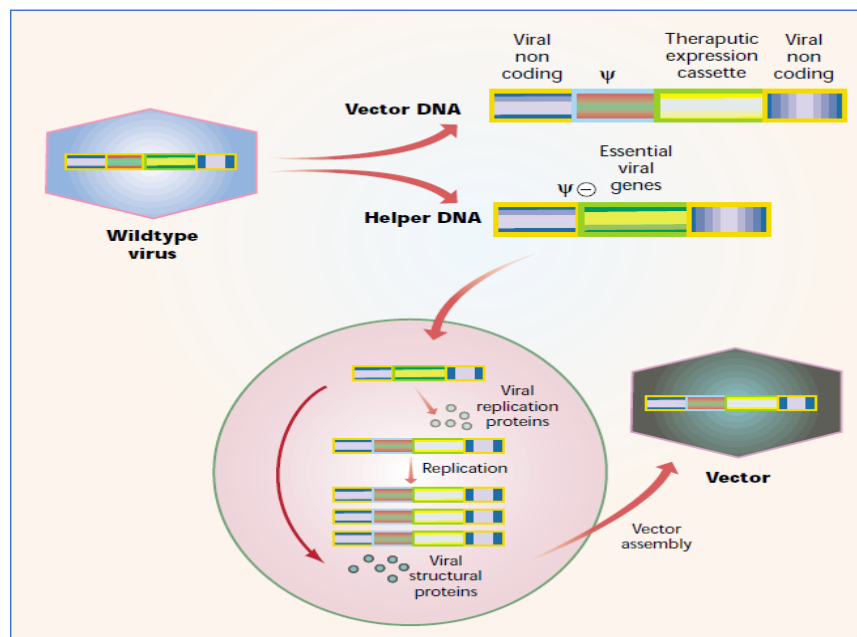 Viral
non
coding
ψ
Theraputic
expression
cassette
Viral
non
coding
Vector DNA
Wildtype
virus
Essential
viral
genes
ψ ⊖
Helper DNA
Viral
replication
proteins
Replication
Viral
structural
proteins
Vector
assembly
Vector